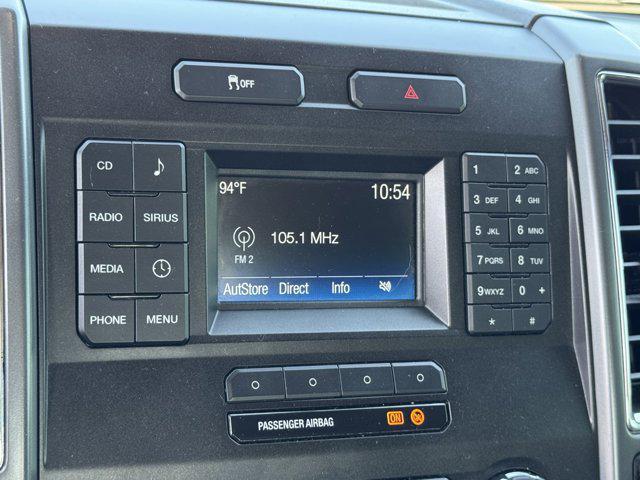 OFF
CD
RADIO SIRIUS
MEDIA
PHONE MENU
94°F 10:54
105.1 MHz
FM 2
AutStore Direct Info
1 2 ABC
3 DEF 4 GHI
5 JKL 6 MNO
7 PQRS 8 TUV
9 WXYZ 0 +
* #
PASSENGER AIRBAG ON